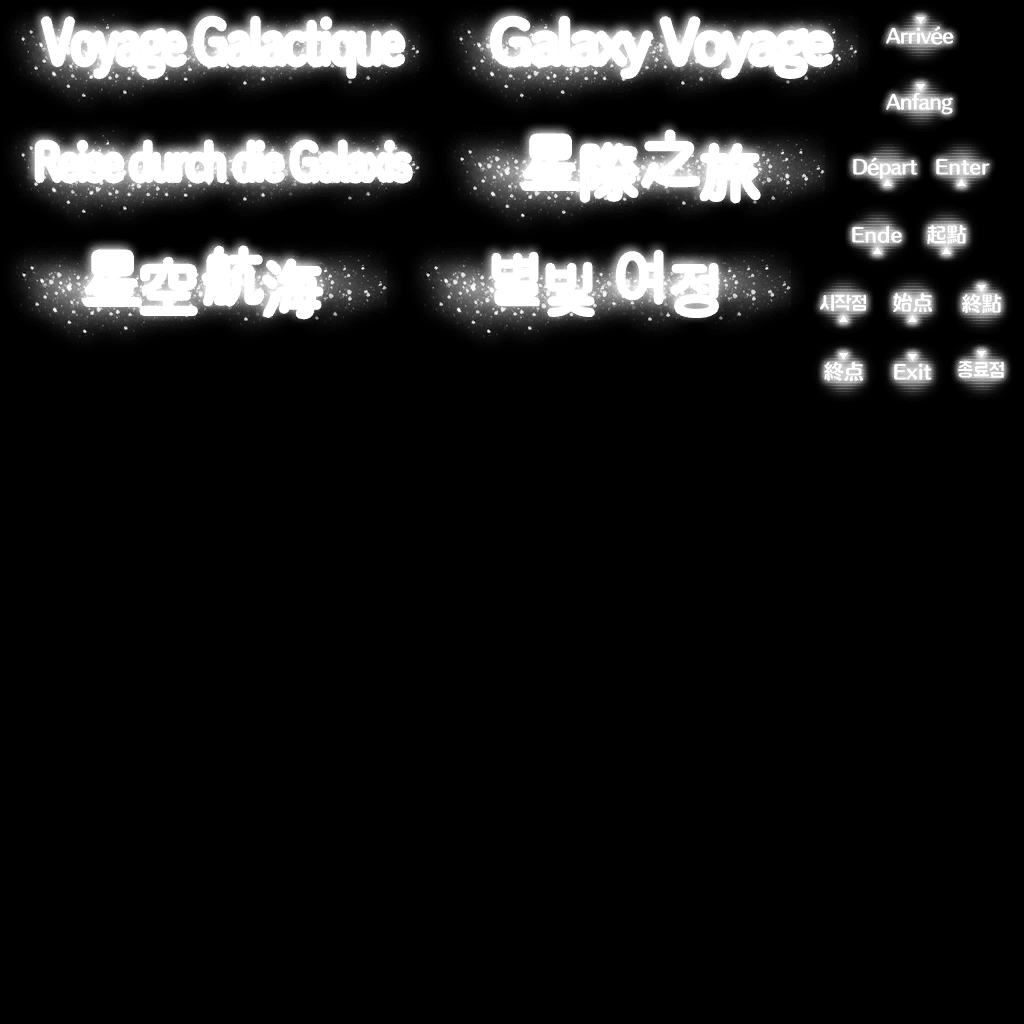 Voyage Galactique
Galaxy Voyage
Arrivée
Anfang
Reise durch die Galaxis
星際之旅
Départ
Enter
Ende
起點
星空航海
별빛 여정
시작점
始点
終點
終点
Exit
종료점